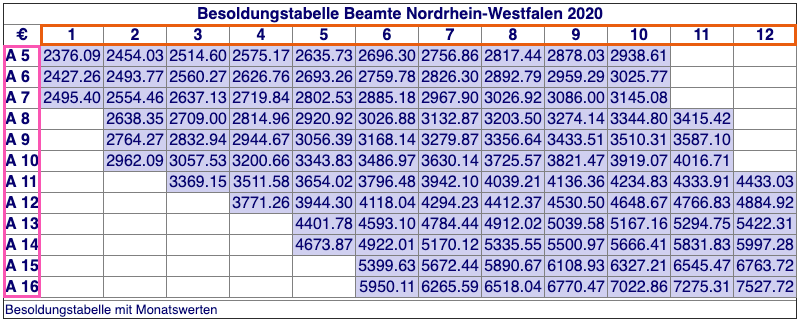 Besoldungstabelle Beamte Nordrhein-Westfalen 2020
€ 1 2 3 4 5 6 7 8 9 10 11 12
A 5 2376.09 2454.03 2514.60 2575.17 2635.73 2696.30 2756.86 2817.44 2878.03 2938.61
A 6 2427.26 2493.77 2560.27 2626.76 2693.26 2759.78 2826.30 2892.79 2959.29 3025.77
A 7 2495.40 2554.46 2637.13 2719.84 2802.53 2885.18 2967.90 3026.92 3086.00 3145.08
A 8 2638.35 2709.00 2814.96 2920.92 3026.88 3132.87 3203.50 3274.14 3344.80 3415.42
A 9 2764.27 2832.94 2944.67 3056.39 3168.14 3279.87 3356.64 3433.51 3510.31 3587.10
A 10 2962.09 3057.53 3200.66 3343.83 3486.97 3630.14 3725.57 3821.47 3919.07 4016.71
A 11 3369.15 3511.58 3654.02 3796.48 3942.10 4039.21 4136.36 4234.83 4333.91 4433.03
A 12 3771.26 3944.30 4118.04 4294.23 4412.37 4530.50 4648.67 4766.83 4884.92
A 13 4401.78 4593.10 4784.44 4912.02 5039.58 5167.16 5294.75 5422.31
A 14 4673.87 4922.01 5170.12 5335.55 5500.97 5666.41 5831.83 5997.28
A 15 5399.63 5672.44 5890.67 6108.93 6327.21 6545.47 6763.72
A 16 5950.11 6265.59 6518.04 6770.47 7022.86 7275.31 7527.72
Besoldungstabelle mit Monatswerten